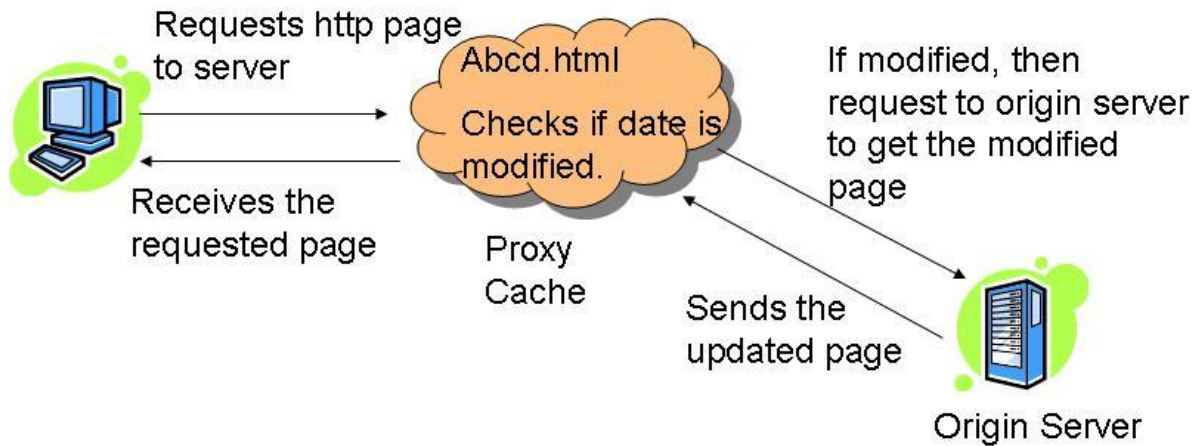 Requests http page
to server
Receives the
requested page
Abcd.html
Checks if date is
modified.
Proxy
Cache
If modified, then
request to origin server
to get the modified
page
Sends the
updated page
Origin Server